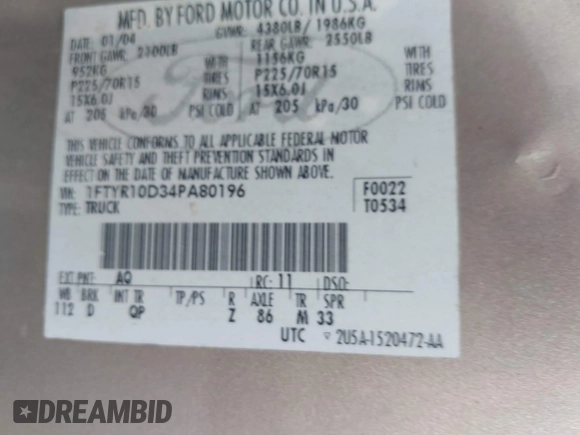 MFD. BY FORD MOTOR CO. IN U.S.A.
DATE: 01/04 GVWR: 4380LB/ 1986KG
FRONT GAWR: 2100LB REAR GAWR: 2550LB
952KG 1156KG WITH
P225/70R15 TIRES P225/70R15 TIRES
15X6.0J RIMS 15X6.0J RIMS
AT 205 kPa/30 PSI COLD AT 205 kPa/30 PSI COLD
THIS VEHICLE CONFORMS TO ALL APPLICABLE FEDERAL MOTOR
VEHICLE SAFETY AND THEFT PREVENTION STANDARDS IN
EFFECT ON THE DATE OF MANUFACTURE SHOWN ABOVE.
VIN: 1FTYR10D34PA80196 F0022
TYPE: TRUCK T0534
EXT PNT: AQ RC: 11 DSO:
WB BRK INT TR TP/PS R AXLE TR SPR
112 D QP Z 86 M 33
UTC ▽ 2U5A-1520472-AA
DREAMBID